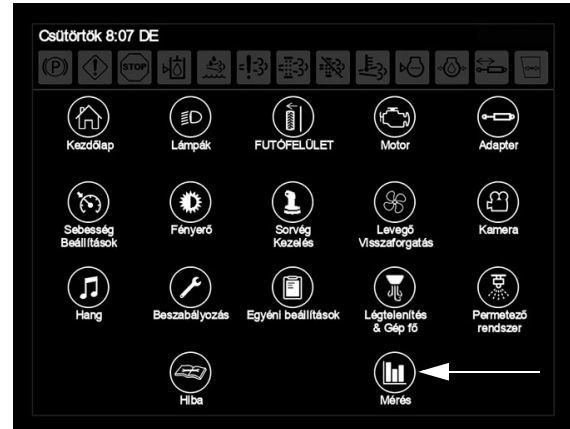 Csütörtök 8:07 DE
(P) STOP
Kezdőlap Lámpák FUTÓFELÜLET Motor Adapter
Sebesség Beállítások Fényerő Sorvég Kezelés Levegő Visszaforgatás Kamera
Hang Beszabályozás Egyéni beállítások Légtelenítés & Gép fő Permetező rendszer
Hiba Mérés